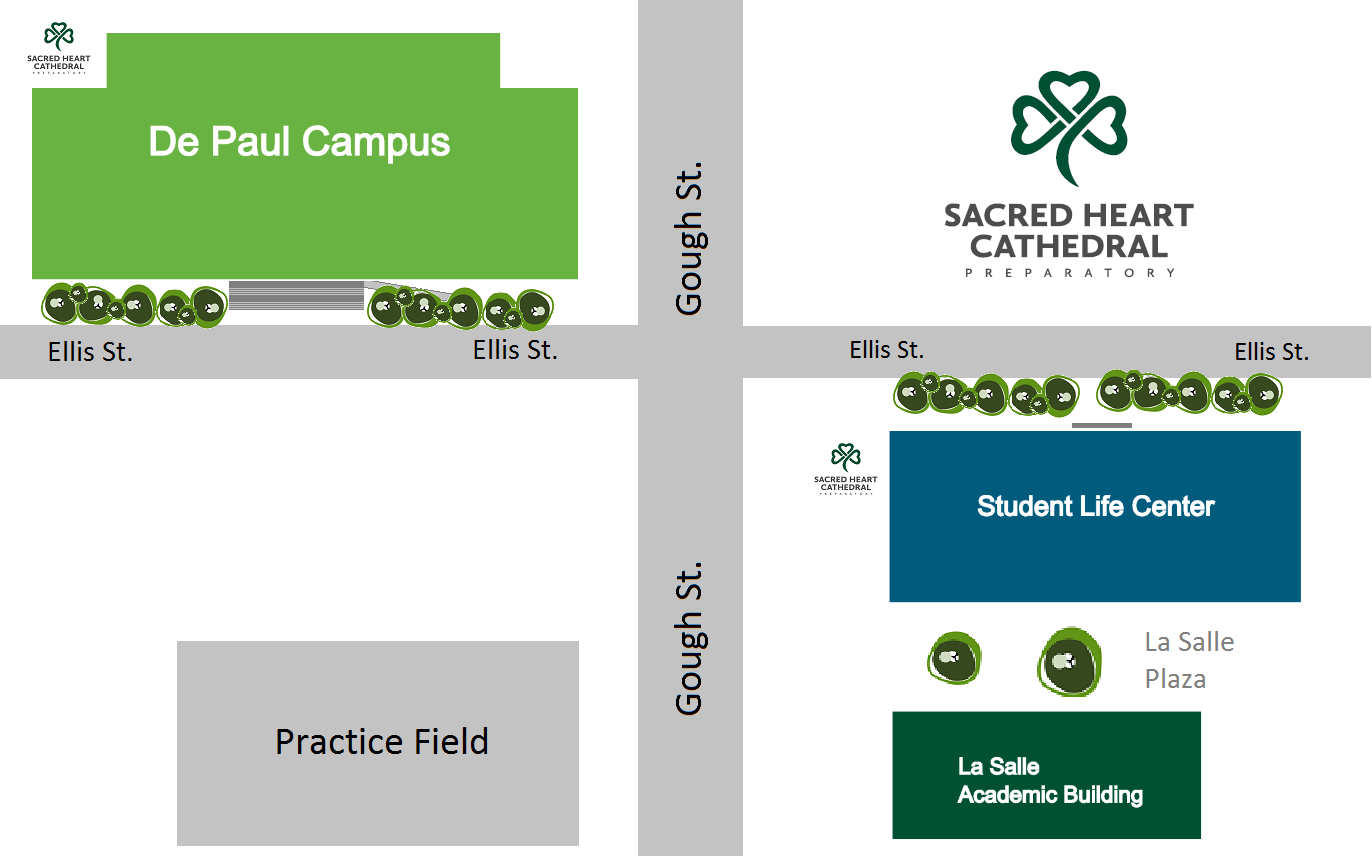 SACRED HEART
CATHEDRAL
PREPARATORY
De Paul Campus
Gough St.
SACRED HEART
CATHEDRAL
PREPARATORY
Ellis St.
Ellis St.
Ellis St.
Ellis St.
SACRED HEART
CATHEDRAL
PREPARATORY
Student Life Center
Gough St.
La Salle
Plaza
Practice Field
La Salle
Academic Building